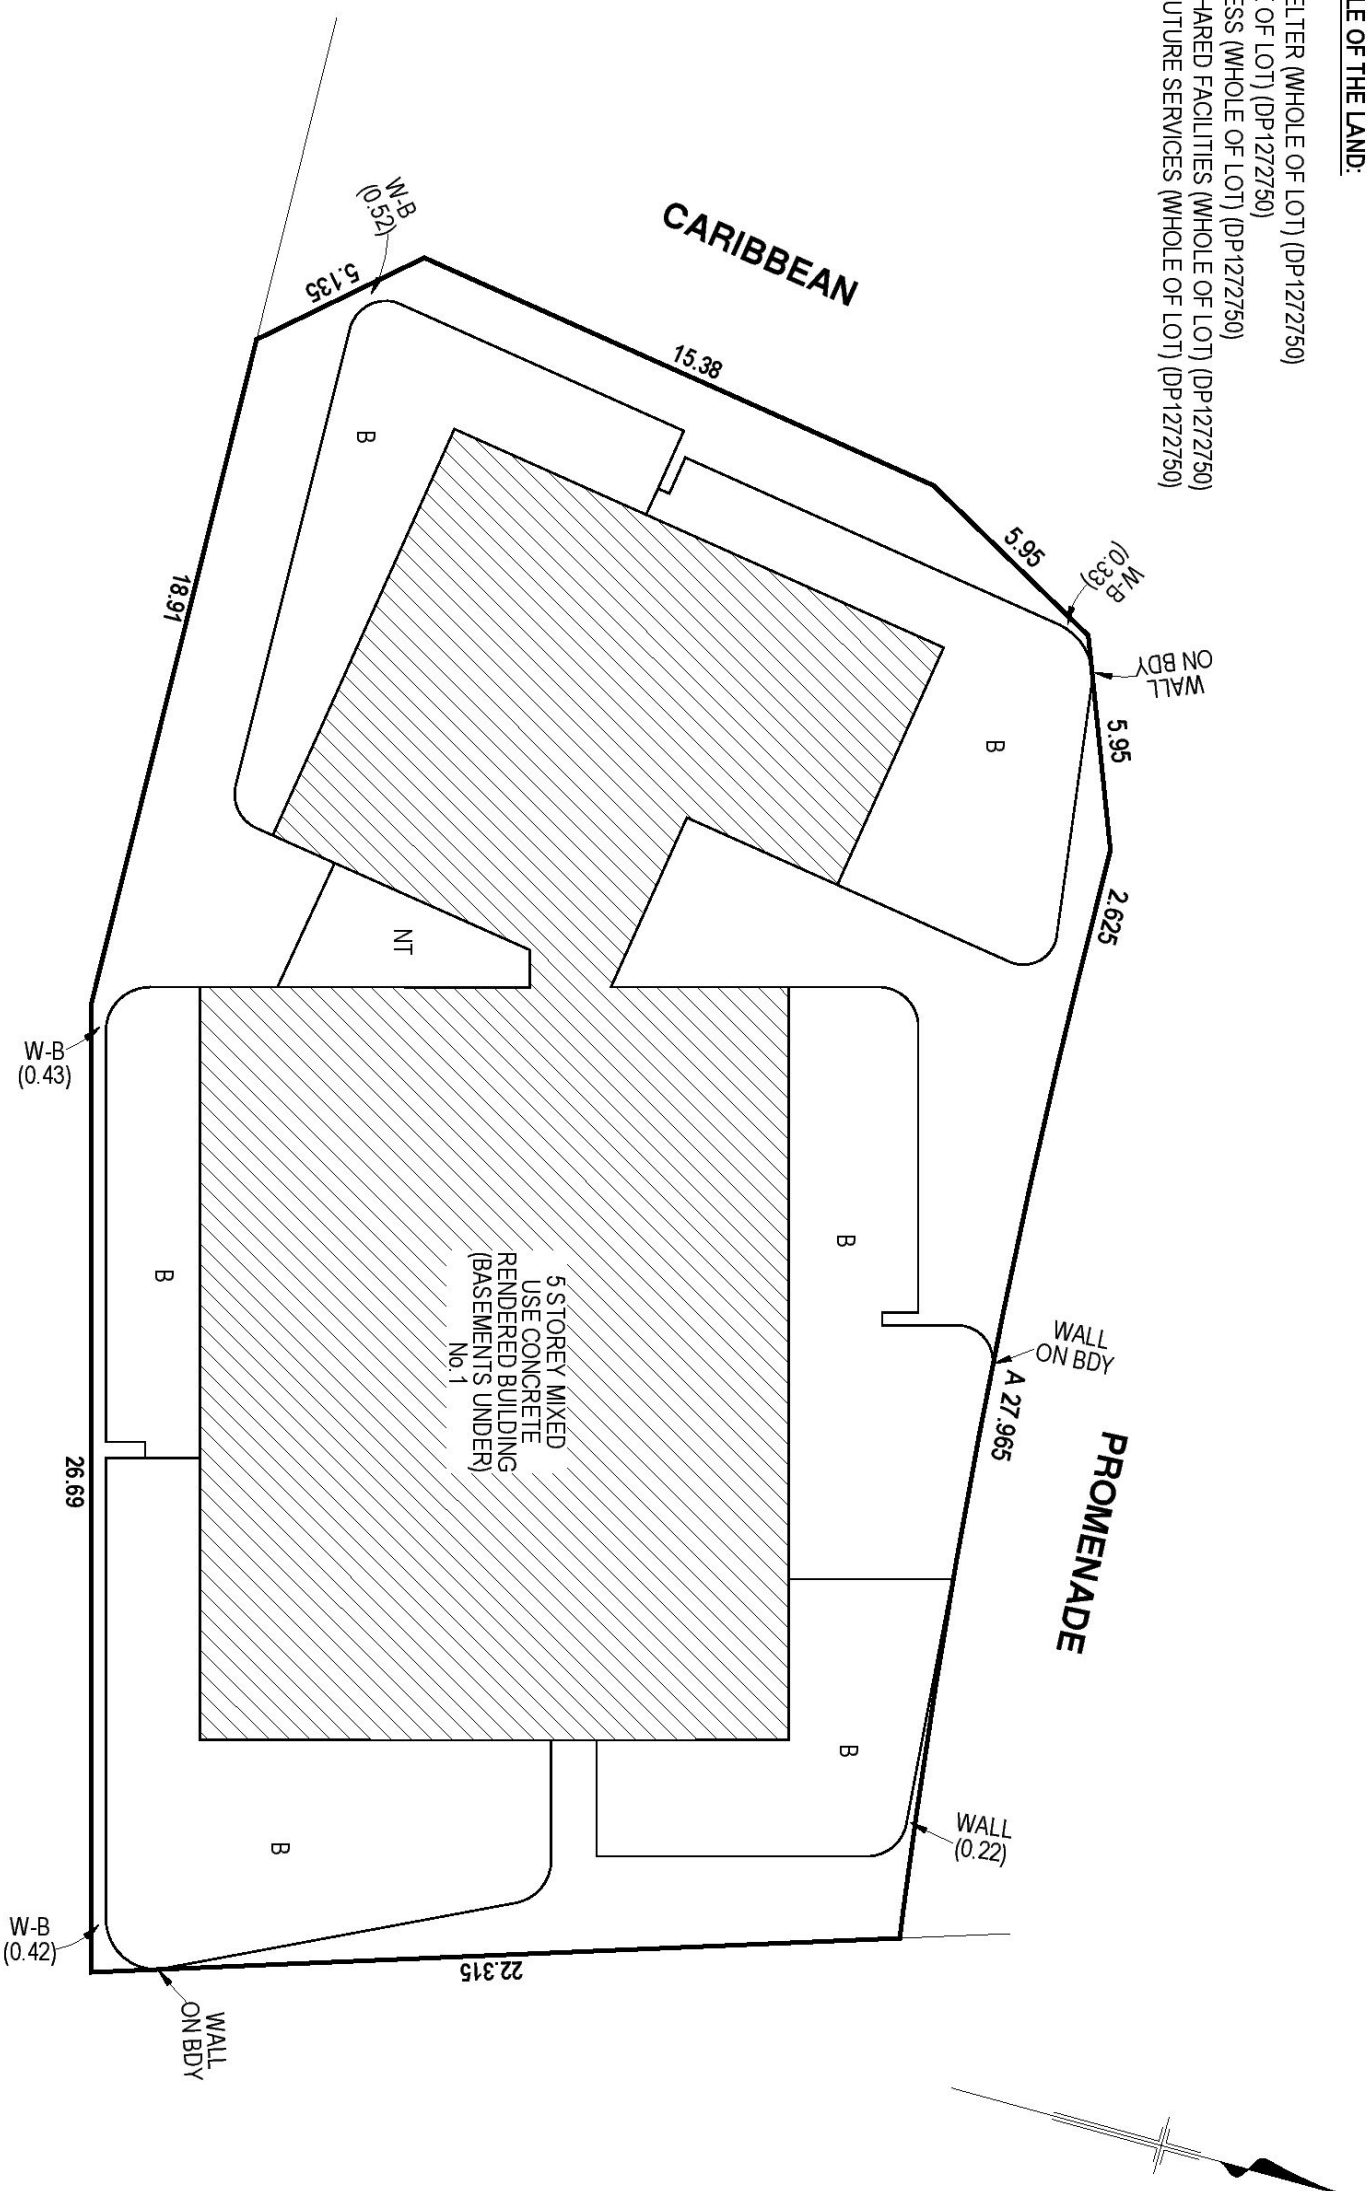 LE OF THE LAND:
ELTER (WHOLE OF LOT) (DP1272750)
OF LOT) (DP1272750)
ESS (WHOLE OF LOT) (DP1272750)
HARED FACILITIES (WHOLE OF LOT) (DP1272750)
UTURE SERVICES (WHOLE OF LOT) (DP1272750)
CARIBBEAN
W-B
(0.52)
5.135
15.38
5.95
W-B
(0.33)
WALL
ON BDY
5.95
2.625
18.91
B
B
NT
W-B
(0.43)
B
B
WALL
ON BDY
A 27.965
PROMENADE
5 STOREY MIXED
USE CONCRETE
RENDERED BUILDING
(BASEMENTS UNDER)
No.1
26.69
B
B
WALL
(0.22)
W-B
(0.42)
22.315
WALL
ON BDY